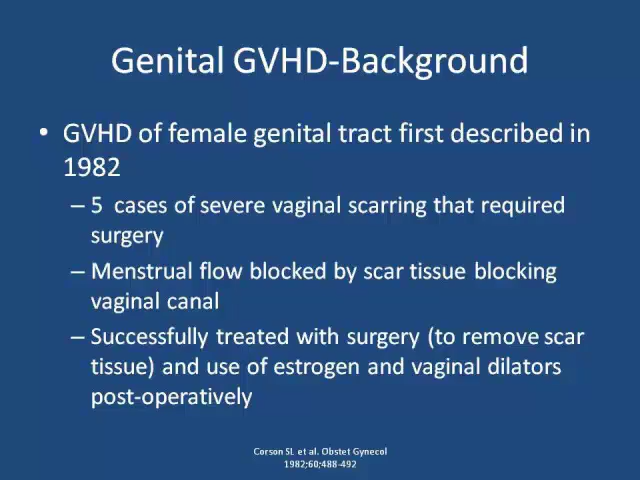 Genital GVHD-Background
• GVHD of female genital tract first described in
1982
– 5 cases of severe vaginal scarring that required
surgery
– Menstrual flow blocked by scar tissue blocking
vaginal canal
– Successfully treated with surgery (to remove scar
tissue) and use of estrogen and vaginal dilators
post-operatively
Corson SL et al. Obstet Gynecol
1982;60;488-492